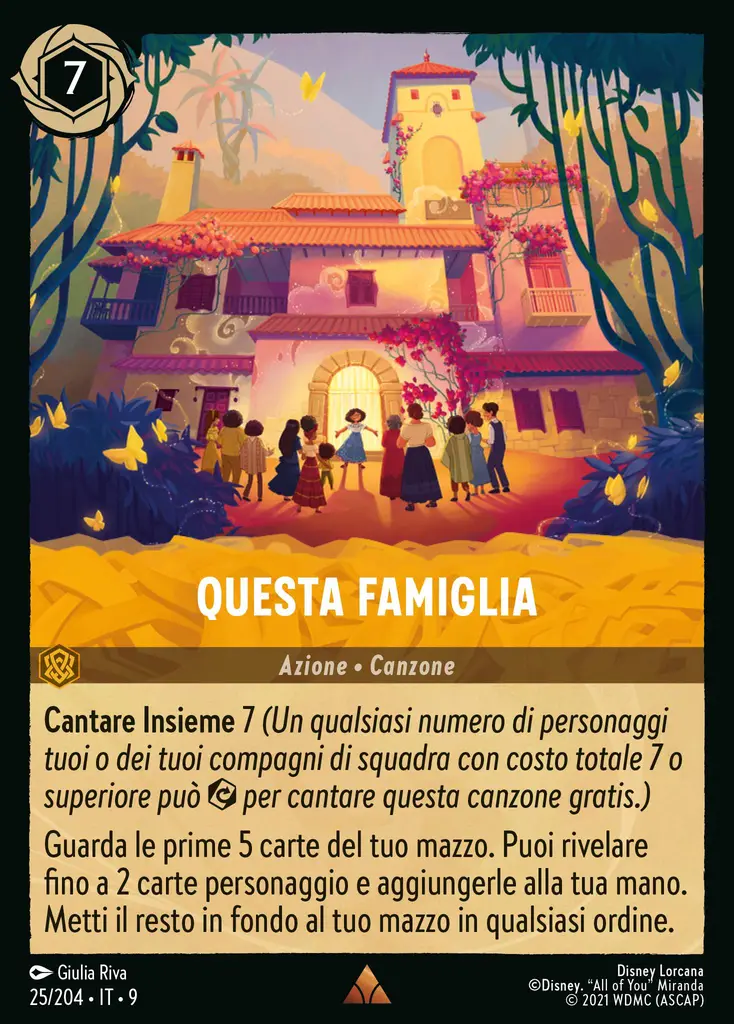 7
QUESTA FAMIGLIA
Azione • Canzone
Cantare Insieme 7 (Un qualsiasi numero di personaggi
tuoi o dei tuoi compagni di squadra con costo totale 7 o
superiore può per cantare questa canzone gratis.)
Guarda le prime 5 carte del tuo mazzo. Puoi rivelare
fino a 2 carte personaggio e aggiungerle alla tua mano.
Metti il resto in fondo al tuo mazzo in qualsiasi ordine.
Giulia Riva
25/204 • IT • 9
Disney Lorcana
©Disney. “All of You” Miranda
© 2021 WDMC (ASCAP)